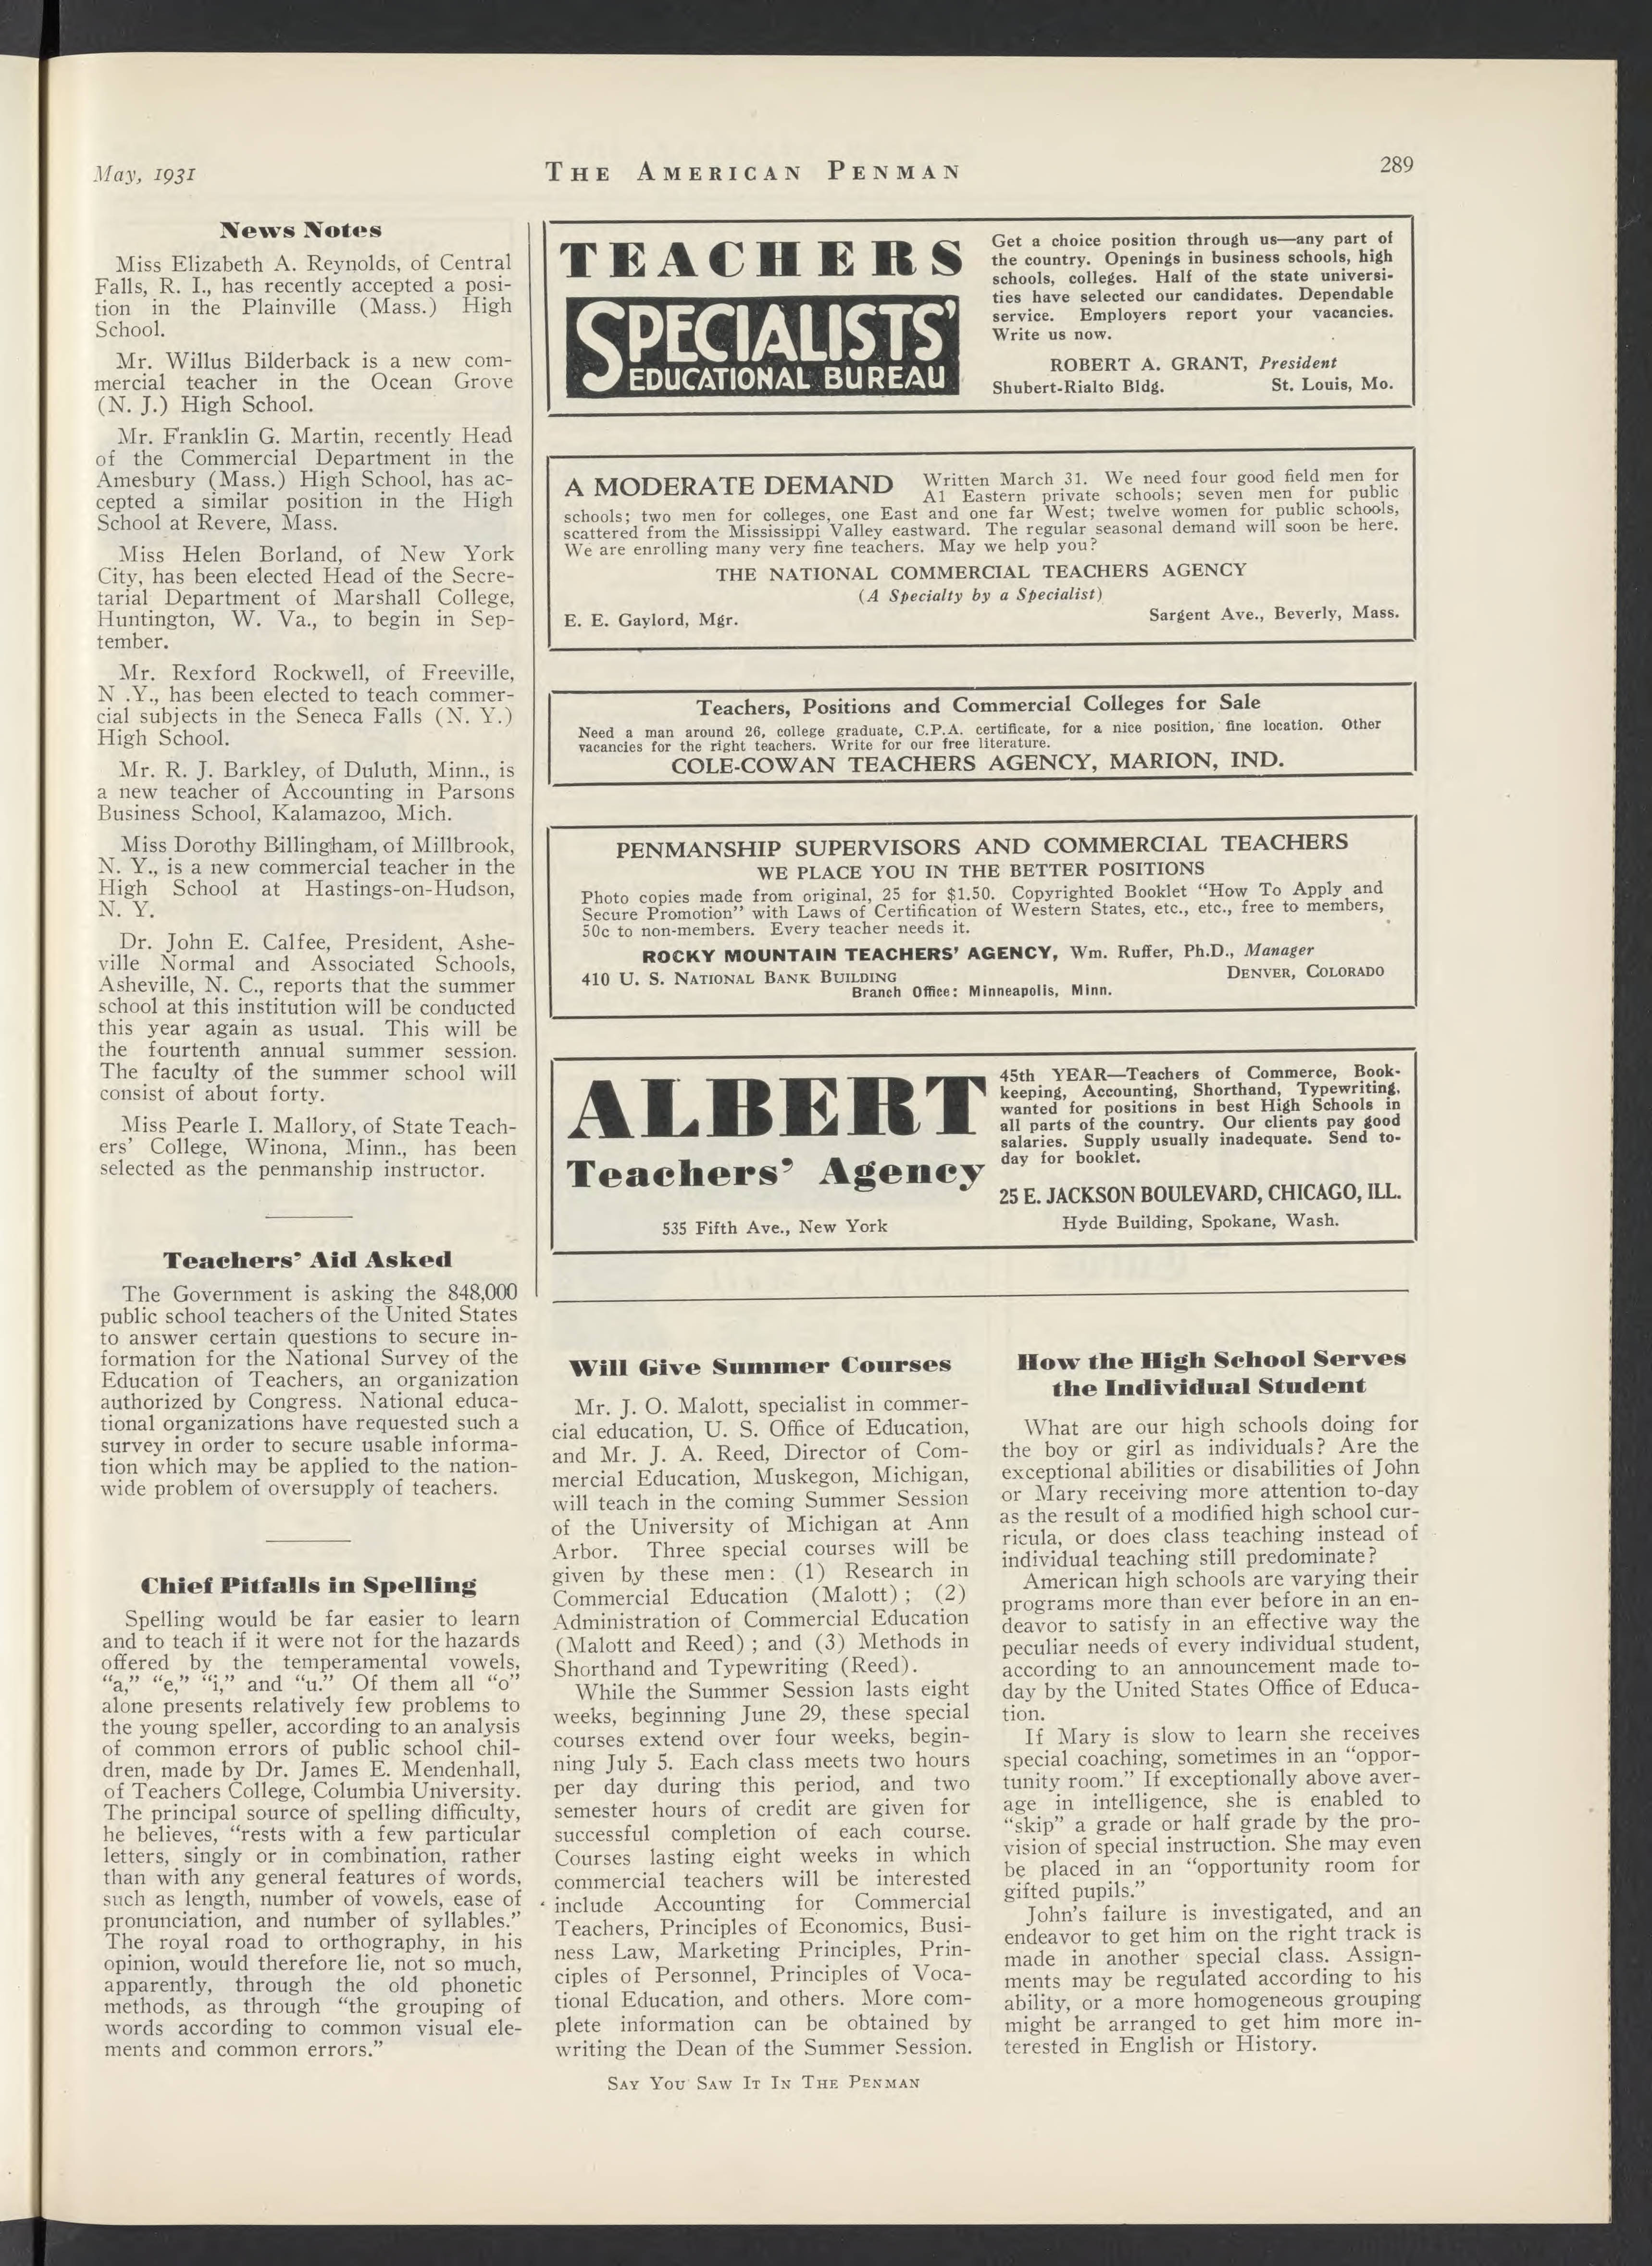 May, 1931
THE AMERICAN PENMAN
289
News Notes
Miss Elizabeth A. Reynolds, of Central
Falls, R. I., has recently accepted a posi-
tion in the Plainville (Mass.) High
School.
Mr. Willus Bilderback is a new com-
mercial teacher in the Ocean Grove
(N. J.) High School.
Mr. Franklin G. Martin, recently Head
of the Commercial Department in the
Amesbury (Mass.) High School, has ac-
cepted a similar position in the High
School at Revere, Mass.
Miss Helen Borland, of New York
City, has been elected Head of the Secre-
tarial Department of Marshall College,
Huntington, W. Va., to begin in Sep-
tember.
Mr. Rexford Rockwell, of Freeville,
N .Y., has been elected to teach commer-
cial subjects in the Seneca Falls (N. Y.)
High School.
Mr. R. J. Barkley, of Duluth, Minn., is
a new teacher of Accounting in Parsons
Business School, Kalamazoo, Mich.
Miss Dorothy Billingham, of Millbrook,
N. Y., is a new commercial teacher in the
High School at Hastings-on-Hudson,
N. Y.
Dr. John E. Calfee, President, Ashe-
ville Normal and Associated Schools,
Asheville, N. C., reports that the summer
school at this institution will be conducted
this year again as usual. This will be
the fourtenth annual summer session.
The faculty of the summer school will
consist of about forty.
Miss Pearle I. Mallory, of State Teach-
ers' College, Winona, Minn., has been
selected as the penmanship instructor.
Teachers' Aid Asked
The Government is asking the 848,000
public school teachers of the United States
to answer certain questions to secure in-
formation for the National Survey of the
Education of Teachers, an organization
authorized by Congress. National educa-
tional organizations have requested such a
survey in order to secure usable informa-
tion which may be applied to the nation-
wide problem of oversupply of teachers.
Chief Pitfalls in Spelling
Spelling would be far easier to learn
and to teach if it were not for the hazards
offered by the temperamental vowels,
"a," "e," "i," and "u." Of them all "o"
alone presents relatively few problems to
the young speller, according to an analysis
of common errors of public school chil-
dren, made by Dr. James E. Mendenhall,
of Teachers College, Columbia University.
The principal source of spelling difficulty,
he believes, "rests with a few particular
letters, singly or in combination, rather
than with any general features of words,
such as length, number of vowels, ease of
pronunciation, and number of syllables."
The royal road to orthography, in his
opinion, would therefore lie, not so much,
apparently, through the old phonetic
methods, as through "the grouping of
words according to common visual ele-
ments and common errors."
TEACHERS
SPECIALISTS'
EDUCATIONAL BUREAU
Get a choice position through us—any part of
the country. Openings in business schools, high
schools, colleges. Half of the state universi-
ties have selected our candidates. Dependable
service. Employers report your vacancies.
Write us now.
ROBERT A. GRANT, President
Shubert-Rialto Bldg. St. Louis, Mo.
A MODERATE DEMAND Written March 31. We need four good field men for
A1 Eastern private schools; seven men for public
schools; two men for colleges, one East and one far West; twelve women for public schools,
scattered from the Mississippi Valley eastward. The regular seasonal demand will soon be here.
We are enrolling many very fine teachers. May we help you?
THE NATIONAL COMMERCIAL TEACHERS AGENCY
(A Specialty by a Specialist)
E. E. Gaylord, Mgr. Sargent Ave., Beverly, Mass.
Teachers, Positions and Commercial Colleges for Sale
Need a man around 26, college graduate, C.P.A. certificate, for a nice position, fine location. Other
vacancies for the right teachers. Write for our free literature.
COLE-COWAN TEACHERS AGENCY, MARION, IND.
PENMANSHIP SUPERVISORS AND COMMERCIAL TEACHERS
WE PLACE YOU IN THE BETTER POSITIONS
Photo copies made from original, 25 for $1.50. Copyrighted Booklet "How To Apply and
Secure Promotion" with Laws of Certification of Western States, etc., etc., free to members,
50c to non-members. Every teacher needs it.
ROCKY MOUNTAIN TEACHERS' AGENCY, Wm. Ruffer, Ph.D., Manager
410 U. S. NATIONAL BANK BUILDING DENVER, COLORADO
Branch Office: Minneapolis, Minn.
ALBERT
Teachers' Agency
535 Fifth Ave., New York
45th YEAR—Teachers of Commerce, Book-
keeping, Accounting, Shorthand, Typewriting,
wanted for positions in best High Schools in
all parts of the country. Our clients pay good
salaries. Supply usually inadequate. Send to-
day for booklet.
25 E. JACKSON BOULEVARD, CHICAGO, ILL.
Hyde Building, Spokane, Wash.
Will Give Summer Courses
Mr. J. O. Malott, specialist in commer-
cial education, U. S. Office of Education,
and Mr. J. A. Reed, Director of Com-
mercial Education, Muskegon, Michigan,
will teach in the coming Summer Session
of the University of Michigan at Ann
Arbor. Three special courses will be
given by these men: (1) Research in
Commercial Education (Malott) ; (2)
Administration of Commercial Education
(Malott and Reed) ; and (3) Methods in
Shorthand and Typewriting (Reed).
While the Summer Session lasts eight
weeks, beginning June 29, these special
courses extend over four weeks, begin-
ning July 5. Each class meets two hours
per day during this period, and two
semester hours of credit are given for
successful completion of each course.
Courses lasting eight weeks in which
commercial teachers will be interested
include Accounting for Commercial
Teachers, Principles of Economics, Busi-
ness Law, Marketing Principles, Prin-
ciples of Personnel, Principles of Voca-
tional Education, and others. More com-
plete information can be obtained by
writing the Dean of the Summer Session.
How the High School Serves
the Individual Student
What are our high schools doing for
the boy or girl as individuals? Are the
exceptional abilities or disabilities of John
or Mary receiving more attention to-day
as the result of a modified high school cur-
ricula, or does class teaching instead of
individual teaching still predominate?
American high schools are varying their
programs more than ever before in an en-
deavor to satisfy in an effective way the
peculiar needs of every individual student,
according to an announcement made to-
day by the United States Office of Educa-
tion.
If Mary is slow to learn she receives
special coaching, sometimes in an "oppor-
tunity room." If exceptionally above aver-
age in intelligence, she is enabled to
"skip" a grade or half grade by the pro-
vision of special instruction. She may even
be placed in an "opportunity room for
gifted pupils."
John's failure is investigated, and an
endeavor to get him on the right track is
made in another special class. Assign-
ments may be regulated according to his
ability, or a more homogeneous grouping
might be arranged to get him more in-
terested in English or History.
SAY YOU SAW IT IN THE PENMAN